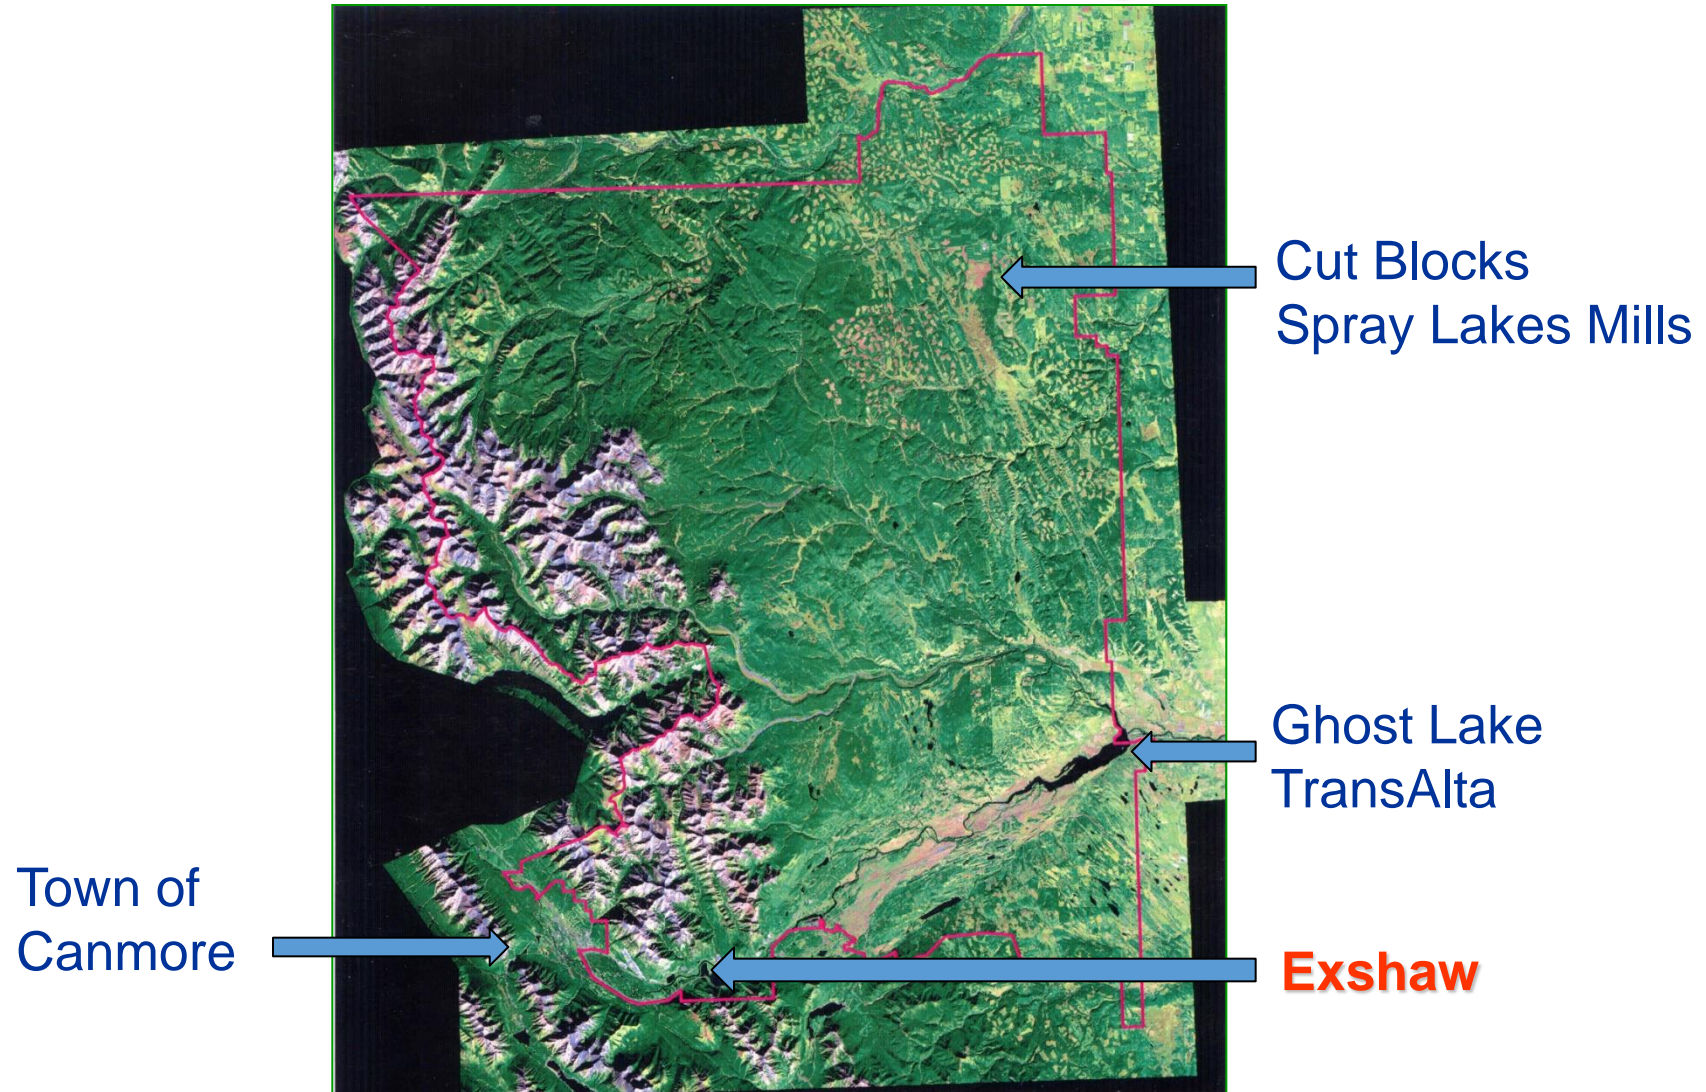 Cut Blocks
Spray Lakes Mills
Ghost Lake
TransAlta
Town of
Canmore
Exshaw